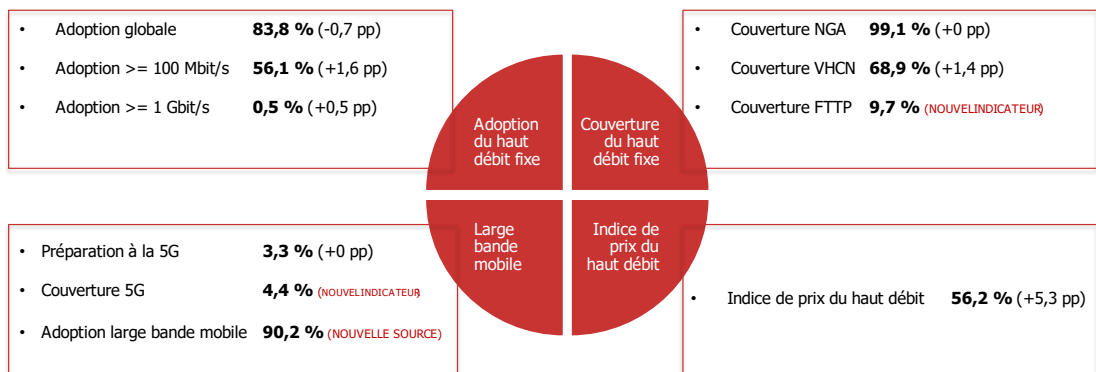 • Adoption globale 83,8 % (-0,7 pp)
• Adoption >= 100 Mbit/s 56,1 % (+1,6 pp)
• Adoption >= 1 Gbit/s 0,5 % (+0,5 pp)
• Couverture NGA 99,1 % (+0 pp)
• Couverture VHCN 68,9 % (+1,4 pp)
• Couverture FTTP 9,7 % (NOUVELINDICATEUR)
Adoption
du haut
débit fixe
Couverture
du haut
débit fixe
Large
bande
mobile
Indice de
prix du
haut débit
• Préparation à la 5G 3,3 % (+0 pp)
• Couverture 5G 4,4 % (NOUVELINDICATEUR)
• Adoption large bande mobile 90,2 % (NOUVELLE SOURCE)
• Indice de prix du haut débit 56,2 % (+5,3 pp)